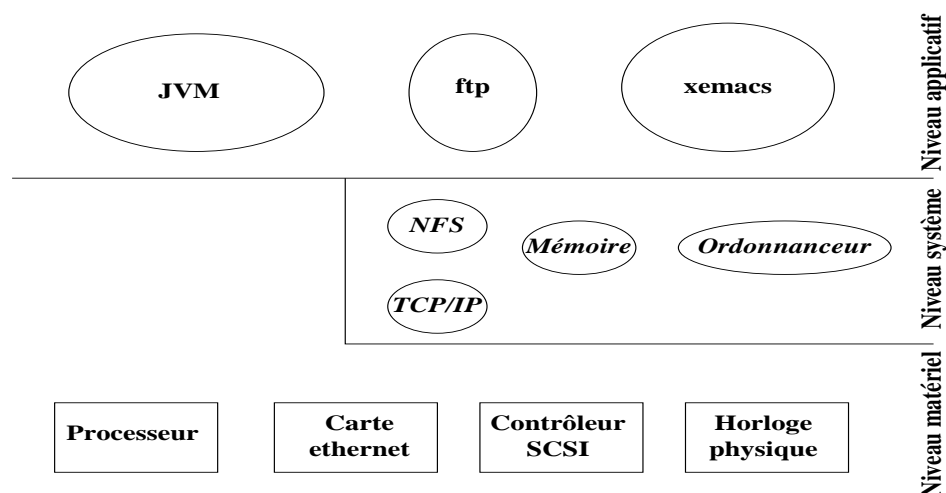 JVM
ftp
xemacs
Niveau applicatif
NFS
Mémoire
Ordonnanceur
TCP/IP
Niveau système
Processeur
Carte
ethernet
Contrôleur
SCSI
Horloge
physique
Niveau matériel